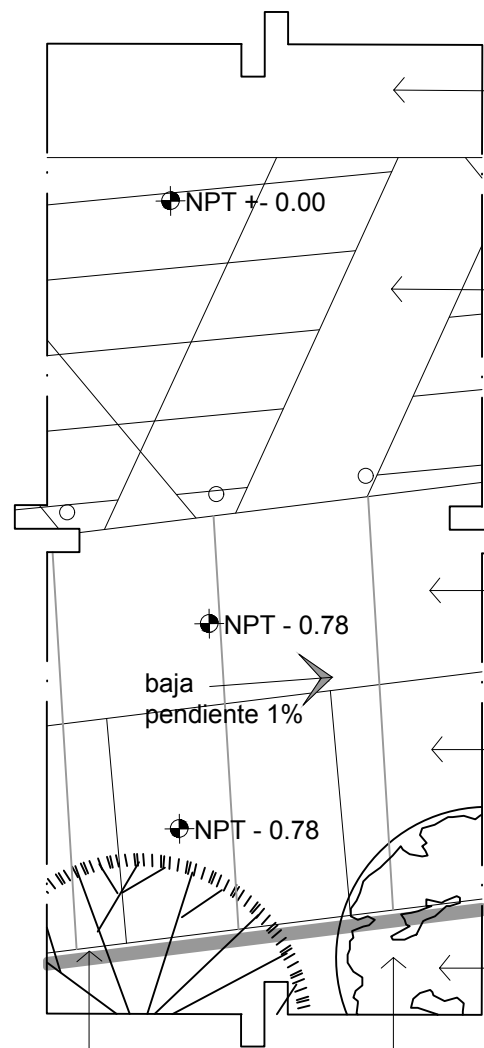 NPT +- 0.00
NPT - 0.78
baja
pendiente 1%
NPT - 0.78